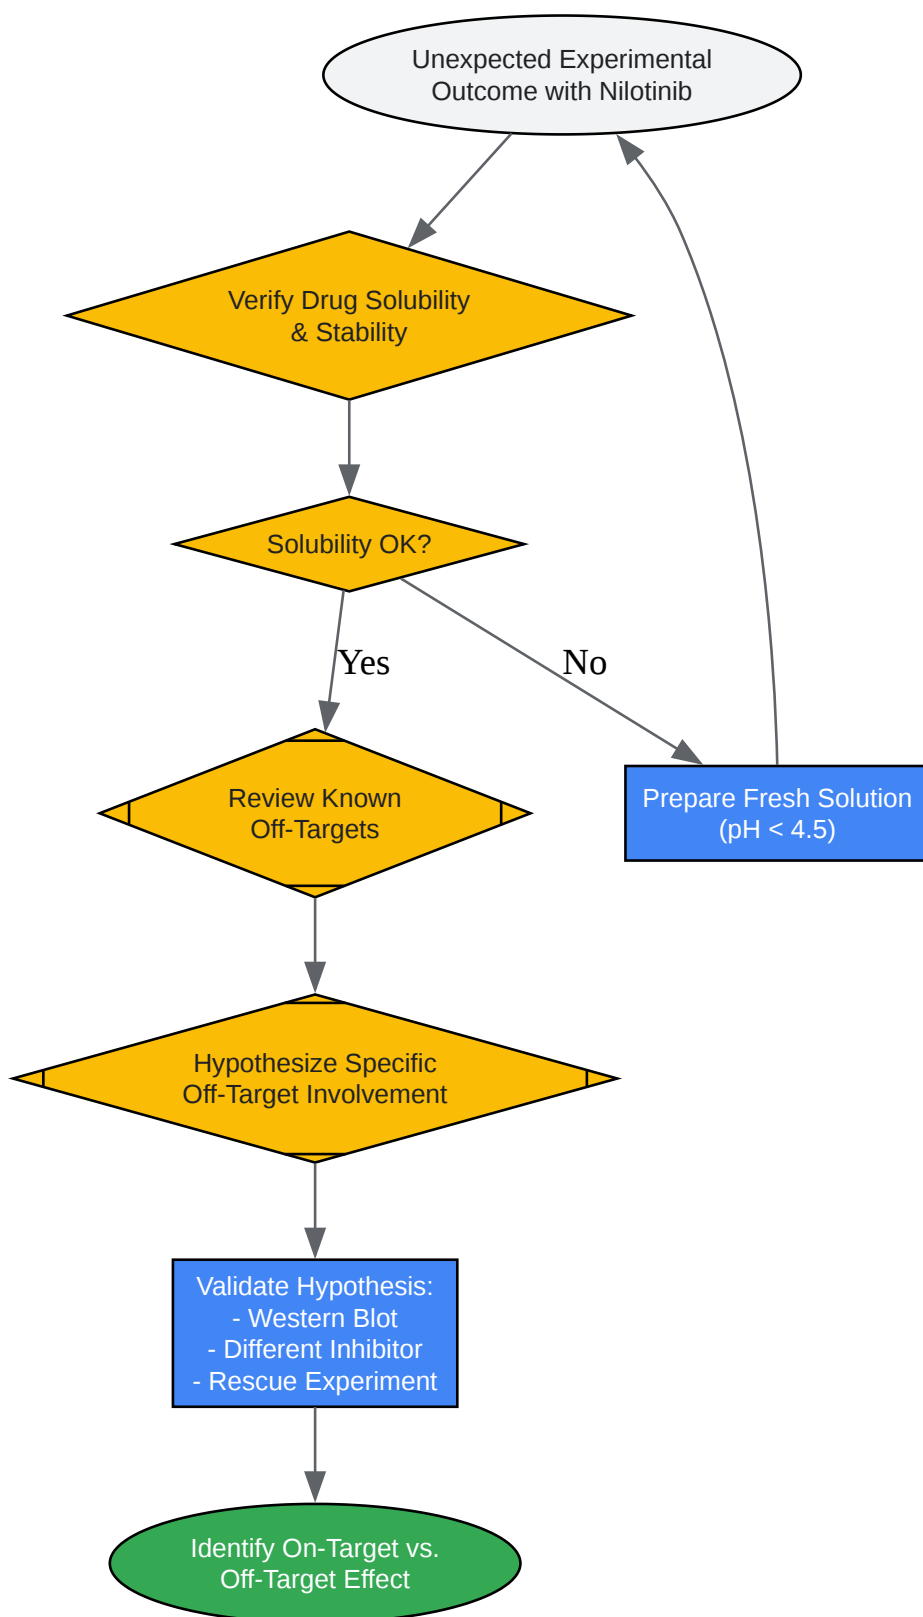 Unexpected Experimental
Outcome with Nilotinib
Verify Drug Solubility
& Stability
Solubility OK?
Yes
No
Review Known
Off-Targets
Prepare Fresh Solution
(pH < 4.5)
Hypothesize Specific
Off-Target Involvement
Validate Hypothesis:
- Western Blot
- Different Inhibitor
- Rescue Experiment
Identify On-Target vs.
Off-Target Effect